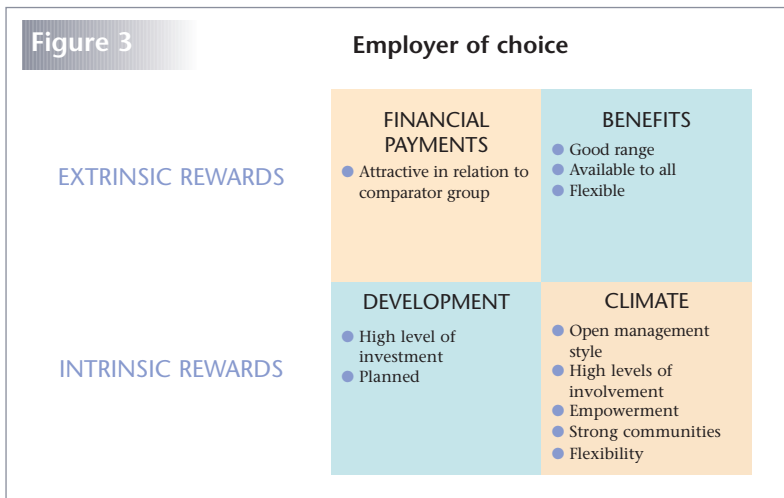 Figure 3
Employer of choice
EXTRINSIC REWARDS
FINANCIAL
PAYMENTS
● Attractive in relation to
comparator group
BENEFITS
● Good range
● Available to all
● Flexible
INTRINSIC REWARDS
DEVELOPMENT
● High level of
investment
● Planned
CLIMATE
● Open management
style
● High levels of
involvement
● Empowerment
● Strong communities
● Flexibility